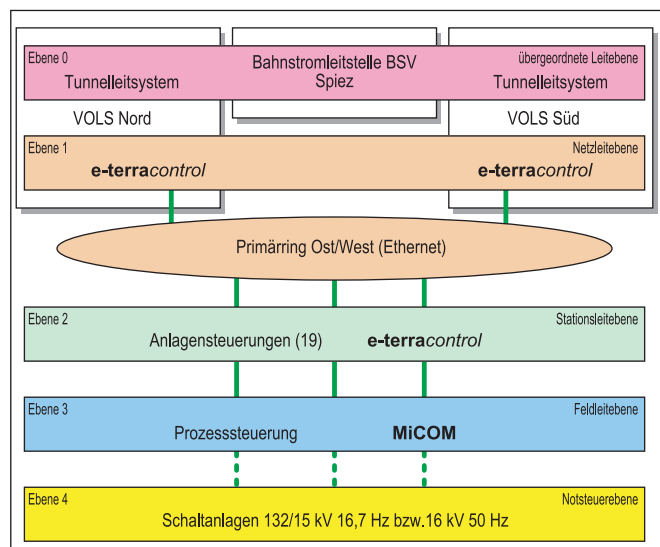 Ebene 0
übergeordnete Leitebene
Bahnstromleitstelle BSV
Spiez
Tunnelleitsystem
Tunnelleitsystem
VOLS Nord
VOLS Süd
Ebene 1
Netzleitebene
e-terracontrol
e-terracontrol
Primärring Ost/West (Ethernet)
Ebene 2
Stationsleitebene
Anlagensteuerungen (19)
e-terracontrol
Ebene 3
Feldleitebene
Prozesssteuerung
MiCOM
Ebene 4
Notsteuerebene
Schaltanlagen 132/15 kV 16,7 Hz bzw.16 kV 50 Hz